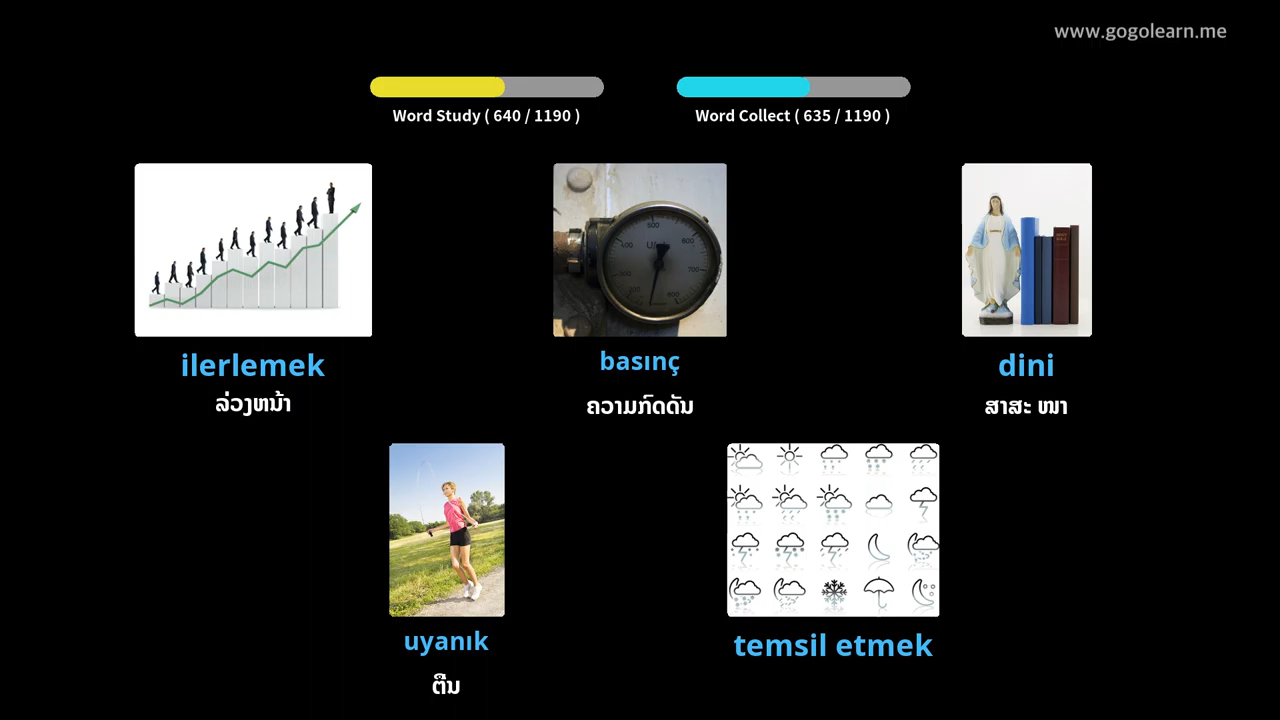 www.gogolearn.me
Word Study ( 640 / 1190 )
Word Collect ( 635 / 1190 )
ilerlemek
ລ່ວງຫນ້າ
basınç
ຄວາມກົດດັນ
dini
ສາສະ ໜາ
uyanık
ຕື່ນ
temsil etmek